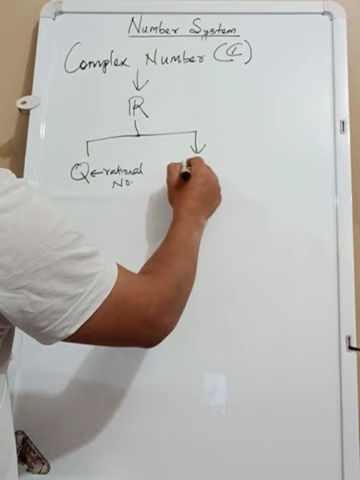 Number System
Complex Number (ℂ)
ℝ
Q ← rational
No.